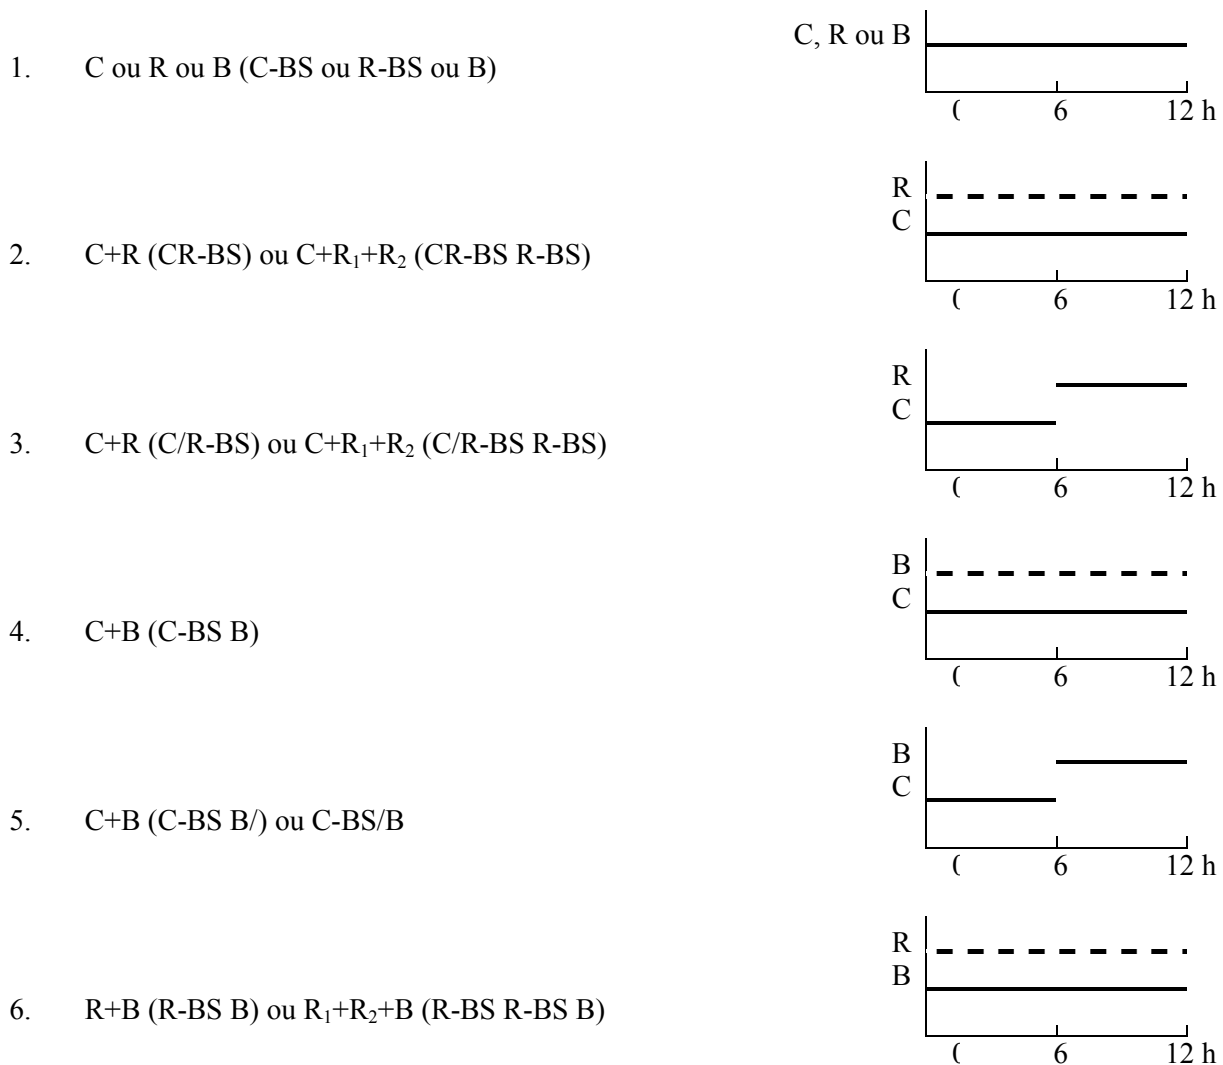 C, R ou B
1. C ou R ou B (C-BS ou R-BS ou B)
( 6 12 h
R
C
2. C+R (CR-BS) ou C+R₁+R₂ (CR-BS R-BS)
( 6 12 h
R
C
3. C+R (C/R-BS) ou C+R₁+R₂ (C/R-BS R-BS)
( 6 12 h
B
C
4. C+B (C-BS B)
( 6 12 h
B
C
5. C+B (C-BS B/) ou C-BS/B
( 6 12 h
R
B
6. R+B (R-BS B) ou R₁+R₂+B (R-BS R-BS B)
( 6 12 h